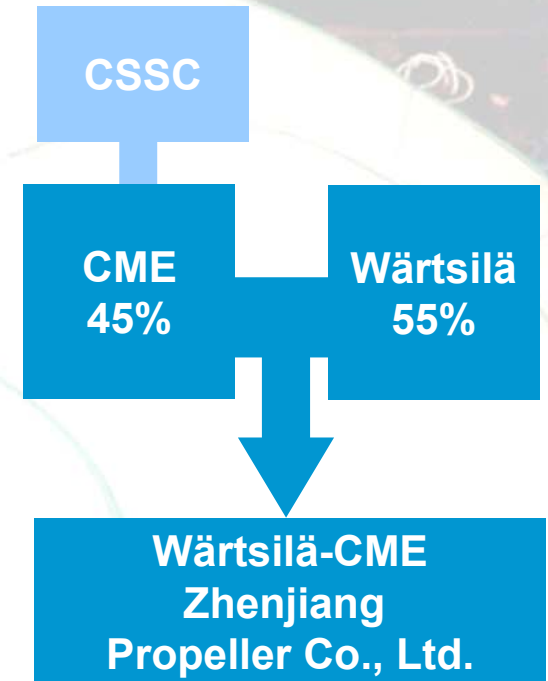 CSSC
CME
45%
Wärtsilä
55%
Wärtsilä-CME
Zhenjiang
Propeller Co., Ltd.